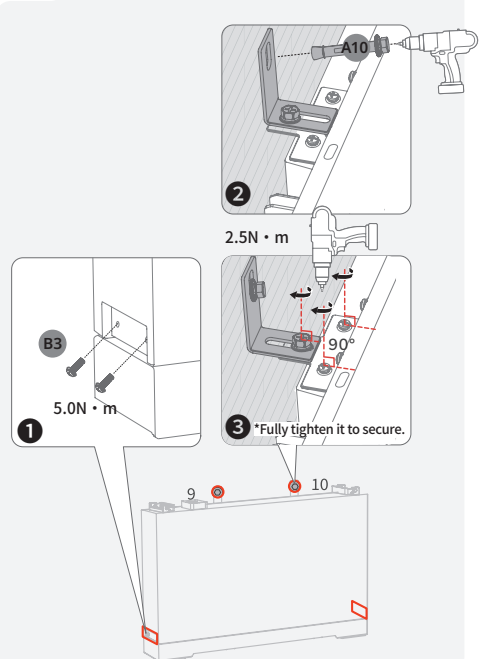 A10
2
2.5N・m
B3
5.0N・m
1
90°
3 *Fully tighten it to secure.
9
10